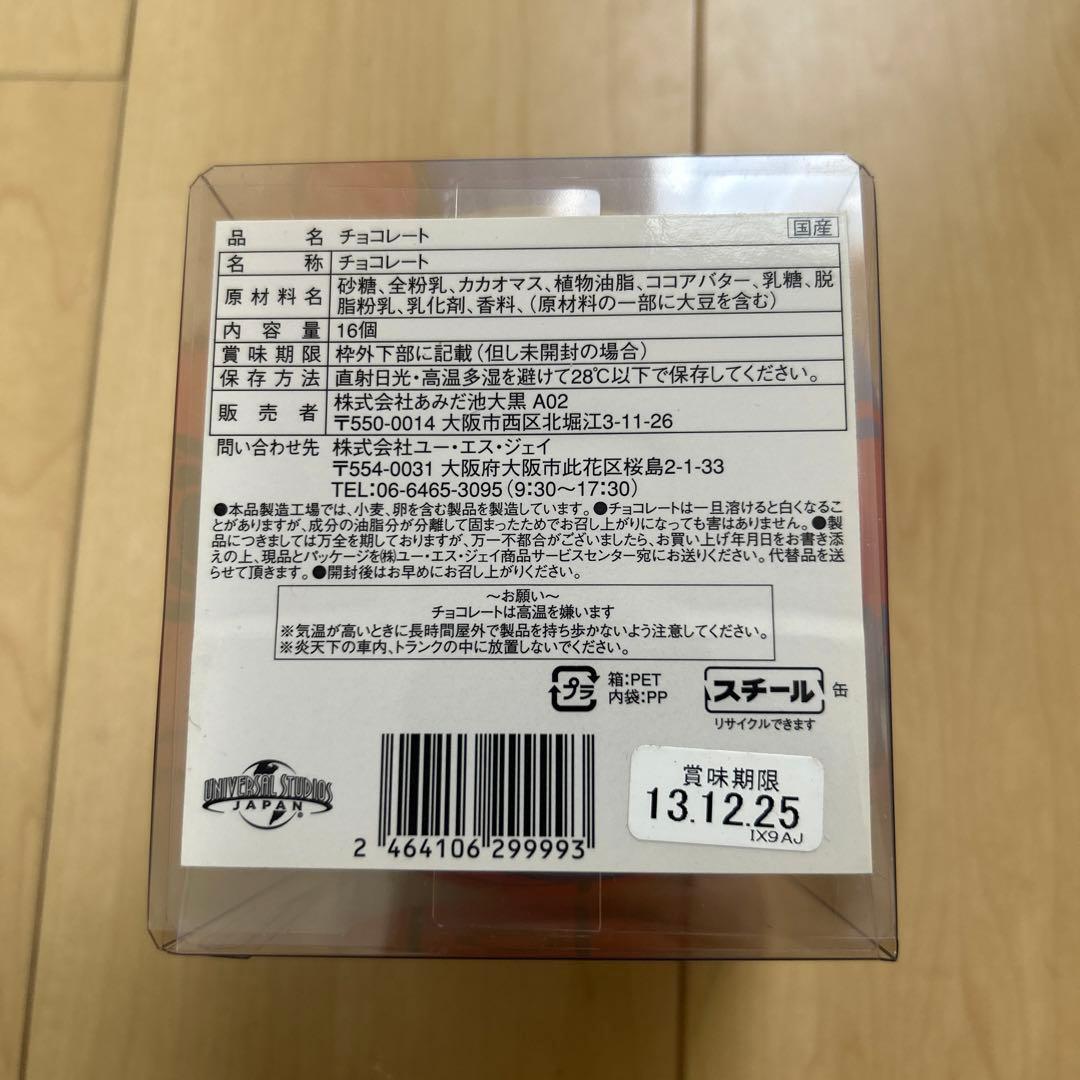 品名 チョコレート 国産
名称 チョコレート
原材料名 砂糖、全粉乳、カカオマス、植物油脂、ココアバター、乳糖、脱
脂粉乳、乳化剤、香料、(原材料の一部に大豆を含む)
内容量 16個
賞味期限 枠外下部に記載(但し未開封の場合)
保存方法 直射日光・高温多湿を避けて28℃以下で保存してください。
販売者 株式会社あみだ池大黒 A02
〒550-0014 大阪市西区北堀江3-11-26
問い合わせ先 株式会社ユー・エス・ジェイ
〒554-0031 大阪府大阪市此花区桜島2-1-33
TEL:06-6465-3095(9:30～17:30)
●本品製造工場では、小麦、卵を含む製品を製造しています。●チョコレートは一旦溶けると白くなるこ
とがありますが、成分の油脂分が分離して固まったためでお召し上がりになっても害はありません。●製
品につきましては万全を期しておりますが、万一不都合がございましたら、お買い上げ年月日をお書き添
えの上、現品とパッケージを㈱ユー・エス・ジェイ商品サービスセンター宛にお送りください。代替品を送
らせて頂きます。●開封後はお早めにお召し上がりください。
～お願い～
チョコレートは高温を嫌います
※気温が高いときに長時間屋外で製品を持ち歩かないよう注意してください。
※炎天下の車内、トランクの中に放置しないでください。
プラ 箱:PET
内袋:PP
スチール 缶
リサイクルできます
UNIVERSAL STUDIOS
JAPAN®
2 464106 299993
賞味期限
13.12.25
IX9AJ